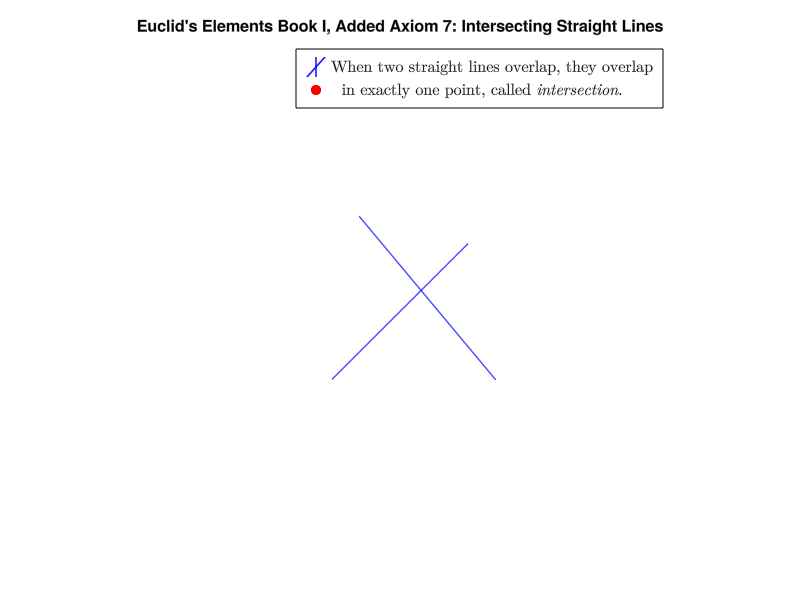 Euclid's Elements Book I, Added Axiom 7: Intersecting Straight Lines
When two straight lines overlap, they overlap
in exactly one point, called intersection.